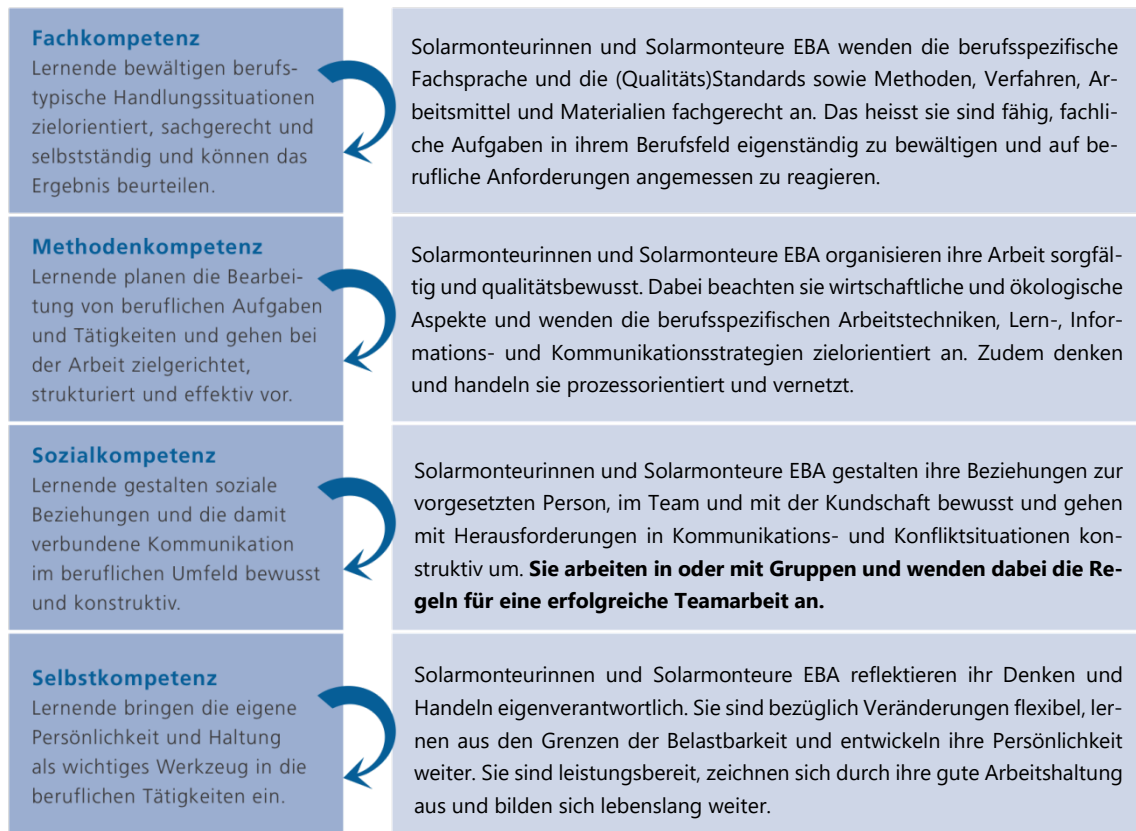 Fachkompetenz
Lernende bewältigen berufs-
typische Handlungssituationen
zielorientiert, sachgerecht und
selbstständig und können das
Ergebnis beurteilen.
Solarmonteurinnen und Solarmonteure EBA wenden die berufsspezifische
Fachsprache und die (Qualitäts)Standards sowie Methoden, Verfahren, Ar-
beitsmittel und Materialien fachgerecht an. Das heisst sie sind fähig, fachli-
che Aufgaben in ihrem Berufsfeld eigenständig zu bewältigen und auf be-
rufliche Anforderungen angemessen zu reagieren.
Methodenkompetenz
Lernende planen die Bearbei-
tung von beruflichen Aufgaben
und Tätigkeiten und gehen bei
der Arbeit zielgerichtet,
strukturiert und effektiv vor.
Solarmonteurinnen und Solarmonteure EBA organisieren ihre Arbeit sorgfäl-
tig und qualitätsbewusst. Dabei beachten sie wirtschaftliche und ökologische
Aspekte und wenden die berufsspezifischen Arbeitstechniken, Lern-, Infor-
mations- und Kommunikationsstrategien zielorientiert an. Zudem denken
und handeln sie prozessorientiert und vernetzt.
Sozialkompetenz
Lernende gestalten soziale
Beziehungen und die damit
verbundene Kommunikation
im beruflichen Umfeld bewusst
und konstruktiv.
Solarmonteurinnen und Solarmonteure EBA gestalten ihre Beziehungen zur
vorgesetzten Person, im Team und mit der Kundschaft bewusst und gehen
mit Herausforderungen in Kommunikations- und Konfliktsituationen kon-
struktiv um. Sie arbeiten in oder mit Gruppen und wenden dabei die Re-
geln für eine erfolgreiche Teamarbeit an.
Selbstkompetenz
Lernende bringen die eigene
Persönlichkeit und Haltung
als wichtiges Werkzeug in die
beruflichen Tätigkeiten ein.
Solarmonteurinnen und Solarmonteure EBA reflektieren ihr Denken und
Handeln eigenverantwortlich. Sie sind bezüglich Veränderungen flexibel, ler-
nen aus den Grenzen der Belastbarkeit und entwickeln ihre Persönlichkeit
weiter. Sie sind leistungsbereit, zeichnen sich durch ihre gute Arbeitshaltung
aus und bilden sich lebenslang weiter.